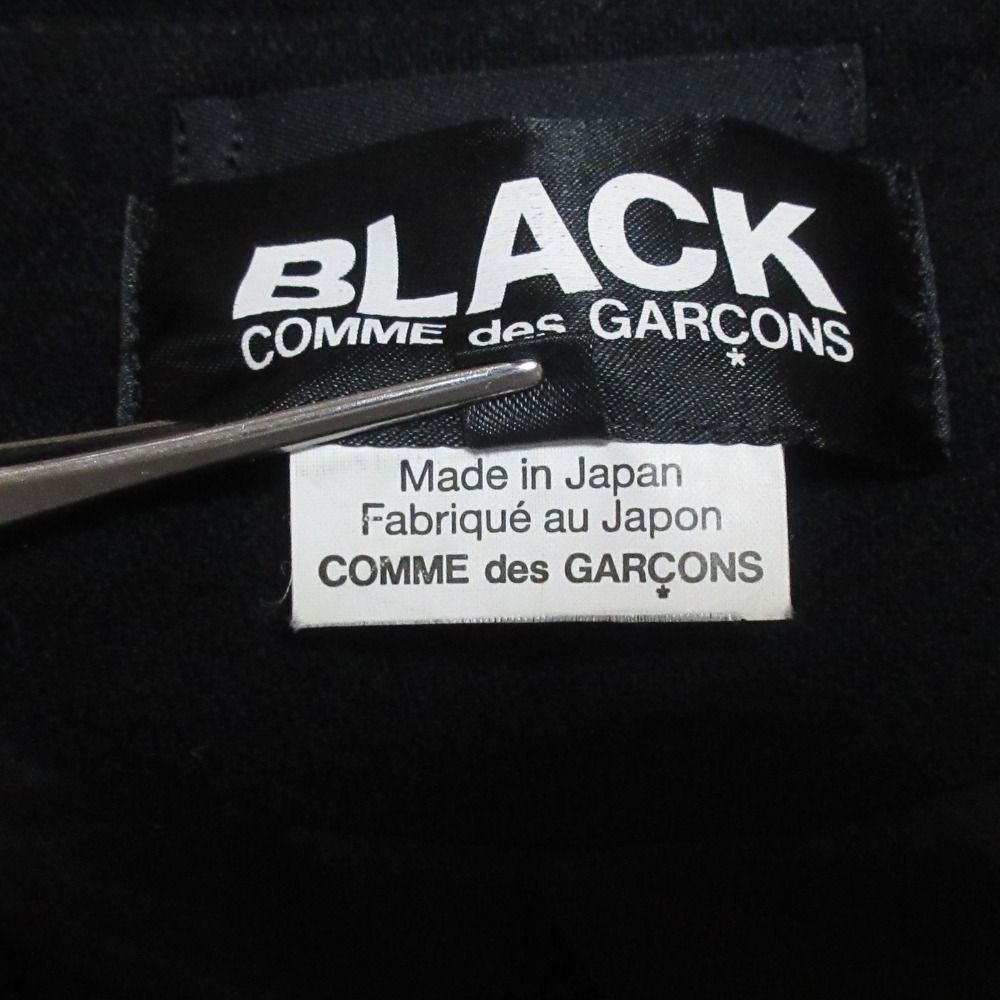 BLACK
COMME des GARÇONS
*
Made in Japan
Fabriqué au Japon
COMME des GARÇONS
*